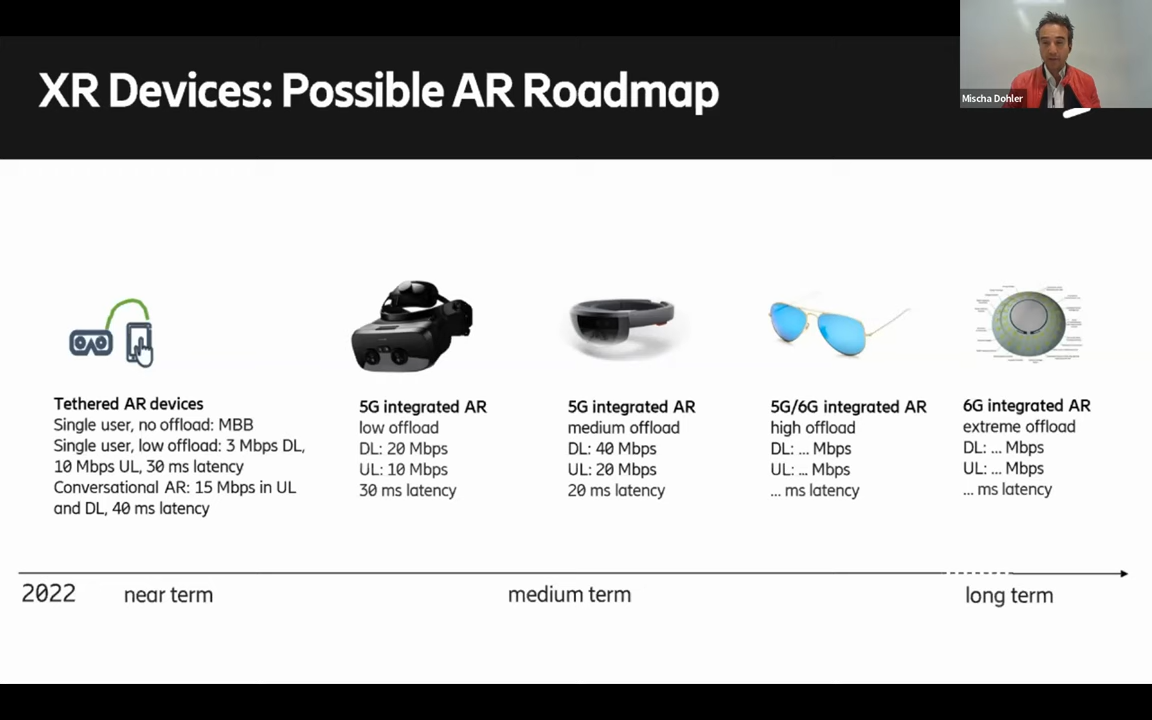 XR Devices: Possible AR Roadmap
Mischa Dohler
Tethered AR devices
Single user, no offload: MBB
Single user, low offload: 3 Mbps DL,
10 Mbps UL, 30 ms latency
Conversational AR: 15 Mbps in UL
and DL, 40 ms latency
5G integrated AR
low offload
DL: 20 Mbps
UL: 10 Mbps
30 ms latency
5G integrated AR
medium offload
DL: 40 Mbps
UL: 20 Mbps
20 ms latency
5G/6G integrated AR
high offload
DL: ... Mbps
UL: ... Mbps
... ms latency
6G integrated AR
extreme offload
DL: ... Mbps
UL: ... Mbps
... ms latency
2022
near term
medium term
long term